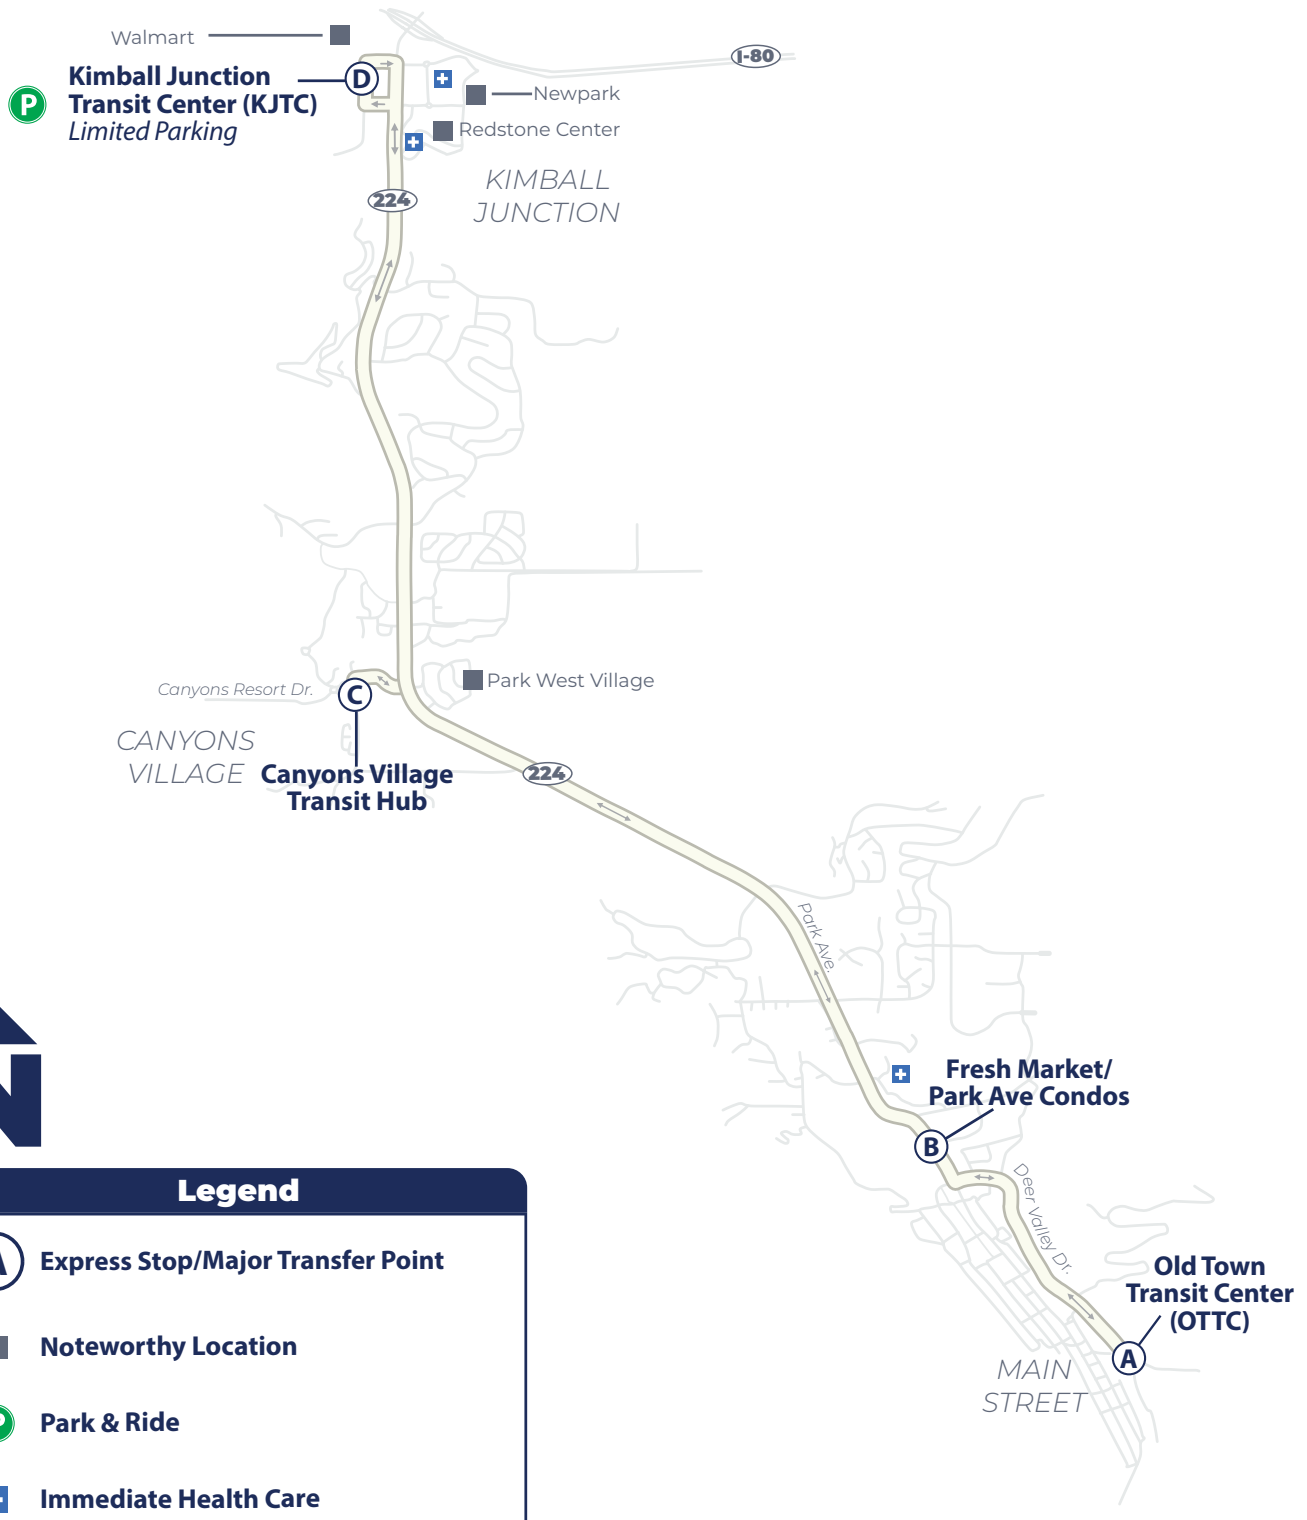 Walmart
I-80
Kimball Junction
Transit Center (KJTC)
Limited Parking
P
D
Newpark
Redstone Center
KIMBALL
JUNCTION
224
Park West Village
Canyons Resort Dr.
C
CANYONS
VILLAGE
Canyons Village
Transit Hub
224
Park Ave.
Fresh Market/
Park Ave Condos
B
Deer Valley Dr.
Old Town
Transit Center
(OTTC)
A
MAIN
STREET
N
Legend
A Express Stop/Major Transfer Point
Noteworthy Location
P Park & Ride
Immediate Health Care